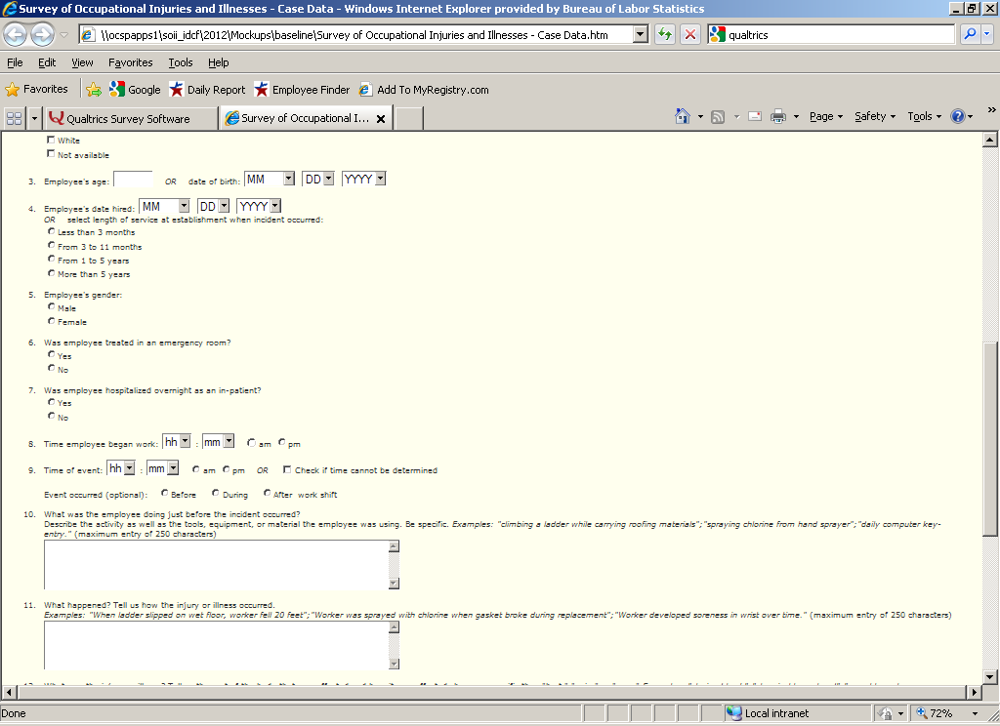 Survey of Occupational Injuries and Illnesses - Case Data - Windows Internet Explorer provided by Bureau of Labor Statistics
\\ocspapps1\soii_idcf\2012\Mockups\baseline\Survey of Occupational Injuries and Illnesses - Case Data.htm
qualtrics
File Edit View Favorites Tools Help
Favorites Google Daily Report Employee Finder Add To MyRegistry.com
Qualtrics Survey Software Survey of Occupational I... Page Safety Tools »
White
Not available
3. Employee's age: OR date of birth: MM DD YYYY
4. Employee's date hired: MM DD YYYY
OR select length of service at establishment when incident occurred:
Less than 3 months
From 3 to 11 months
From 1 to 5 years
More than 5 years
5. Employee's gender:
Male
Female
6. Was employee treated in an emergency room?
Yes
No
7. Was employee hospitalized overnight as an in-patient?
Yes
No
8. Time employee began work: hh : mm am pm
9. Time of event: hh : mm am pm OR Check if time cannot be determined
Event occurred (optional): Before During After work shift
10. What was the employee doing just before the incident occurred?
Describe the activity as well as the tools, equipment, or material the employee was using. Be specific. Examples: "climbing a ladder while carrying roofing materials";"spraying chlorine from hand sprayer";"daily computer key-
entry." (maximum entry of 250 characters)
11. What happened? Tell us how the injury or illness occurred.
Examples: "When ladder slipped on wet floor, worker fell 20 feet";"Worker was sprayed with chlorine when gasket broke during replacement";"Worker developed soreness in wrist over time." (maximum entry of 250 characters)
Done Local intranet 72%